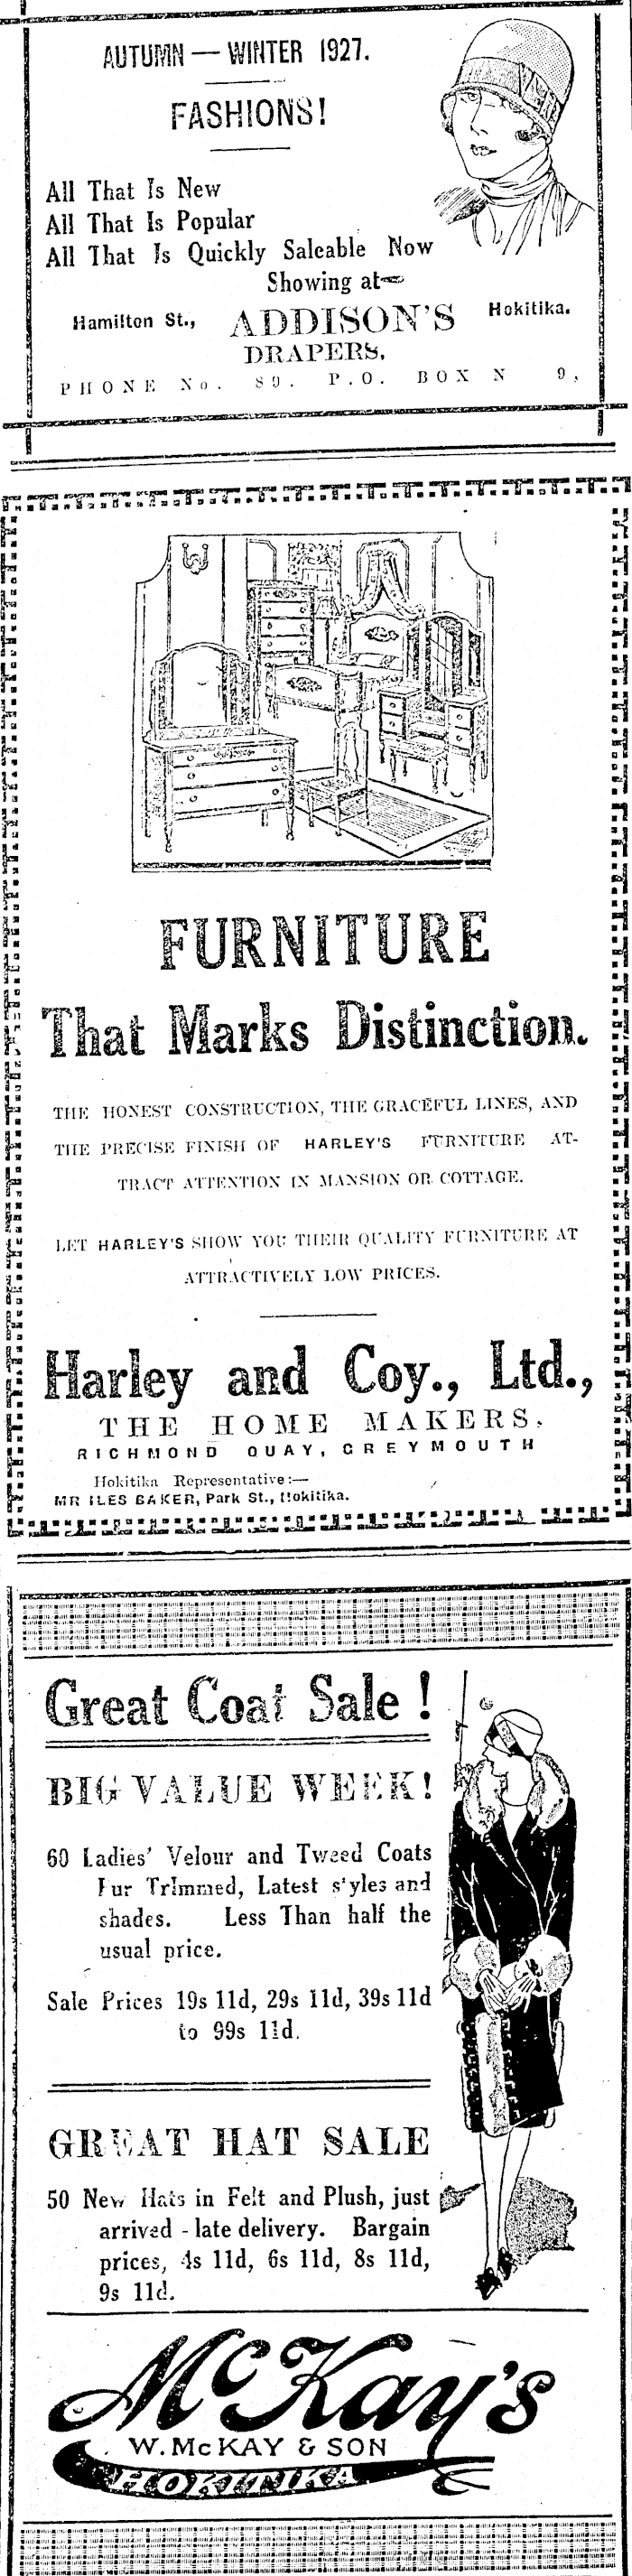 AUTUMN — WINTER 1927.
FASHIONS!
All That Is New
All That Is Popular
All That Is Quickly Saleable Now
Showing at
Hamilton St., ADDISON'S Hokitika.
DRAPERS.
PHONE No. 89. P.O. BOX N 9,
FURNITURE
That Marks Distinction.
THE HONEST CONSTRUCTION, THE GRACEFUL LINES, AND
THE PRECISE FINISH OF HARLEY'S FURNITURE AT-
TRACT ATTENTION IN MANSION OR COTTAGE.
LET HARLEY'S SHOW YOU THEIR QUALITY FURNITURE AT
ATTRACTIVELY LOW PRICES.
Harley and Coy., Ltd.,
THE HOME MAKERS.
RICHMOND QUAY, GREYMOUTH
Hokitika Representative:—
MR ILES BAKER, Park St., Hokitika.
Great Coat Sale!
BIG VALUE WEEK!
60 Ladies' Velour and Tweed Coats
Fur Trimmed, Latest styles and
shades. Less Than half the
usual price.
Sale Prices 19s 11d, 29s 11d, 39s 11d
to 99s 11d.
GREAT HAT SALE
50 New Hats in Felt and Plush, just
arrived - late delivery. Bargain
prices, 4s 11d, 6s 11d, 8s 11d,
9s 11d.
McKay's
W. McKAY & SON
HOKITIKA